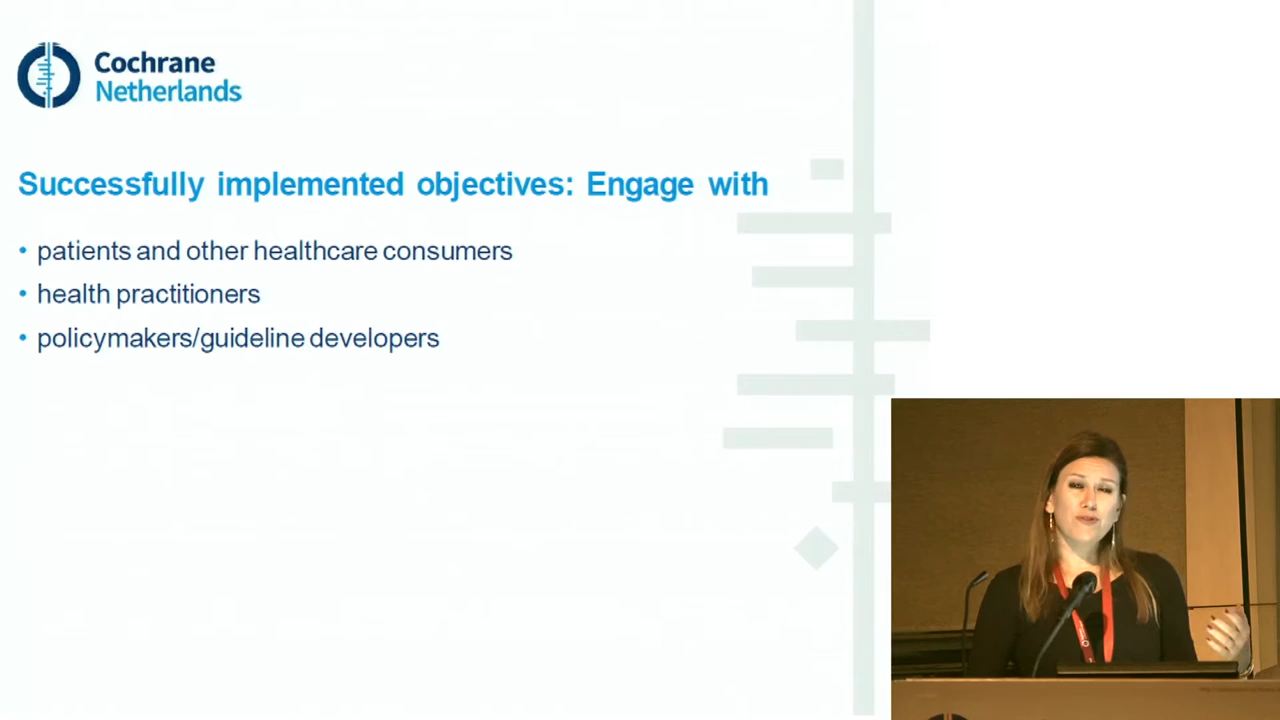 Cochrane
Netherlands
Successfully implemented objectives: Engage with
• patients and other healthcare consumers
• health practitioners
• policymakers/guideline developers